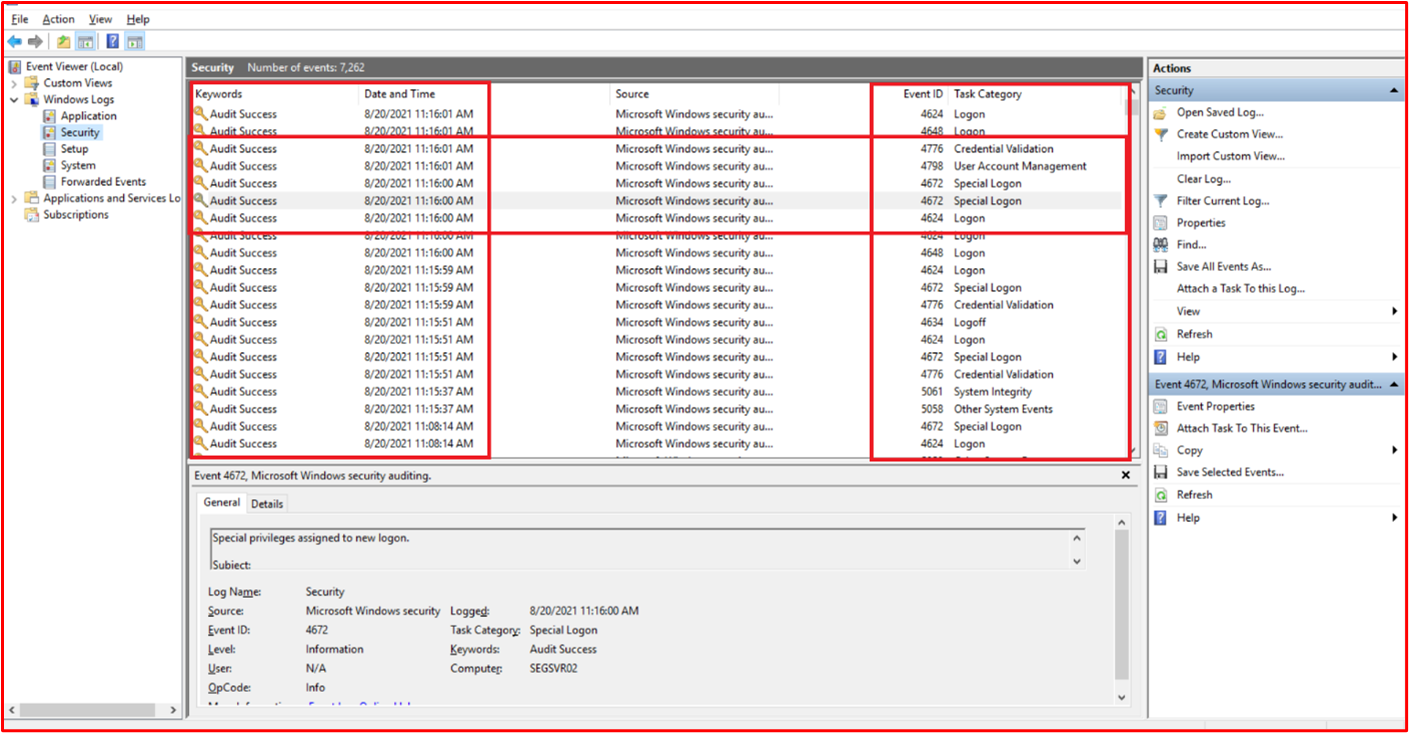 File Action View Help
Event Viewer (Local)
Custom Views
Windows Logs
Application
Security
Setup
System
Forwarded Events
Applications and Services Lo
Subscriptions
Security Number of events: 7,262
Keywords Date and Time Source Event ID Task Category
Audit Success 8/20/2021 11:16:01 AM Microsoft Windows security au... 4624 Logon
Audit Success 8/20/2021 11:16:01 AM Microsoft Windows security au... 4648 Logon
Audit Success 8/20/2021 11:16:01 AM Microsoft Windows security au... 4776 Credential Validation
Audit Success 8/20/2021 11:16:01 AM Microsoft Windows security au... 4798 User Account Management
Audit Success 8/20/2021 11:16:00 AM Microsoft Windows security au... 4672 Special Logon
Audit Success 8/20/2021 11:16:00 AM Microsoft Windows security au... 4672 Special Logon
Audit Success 8/20/2021 11:16:00 AM Microsoft Windows security au... 4624 Logon
Audit Success 8/20/2021 11:16:00 AM Microsoft Windows security au... 4624 Logon
Audit Success 8/20/2021 11:16:00 AM Microsoft Windows security au... 4648 Logon
Audit Success 8/20/2021 11:15:59 AM Microsoft Windows security au... 4624 Logon
Audit Success 8/20/2021 11:15:59 AM Microsoft Windows security au... 4672 Special Logon
Audit Success 8/20/2021 11:15:59 AM Microsoft Windows security au... 4776 Credential Validation
Audit Success 8/20/2021 11:15:51 AM Microsoft Windows security au... 4634 Logoff
Audit Success 8/20/2021 11:15:51 AM Microsoft Windows security au... 4624 Logon
Audit Success 8/20/2021 11:15:51 AM Microsoft Windows security au... 4672 Special Logon
Audit Success 8/20/2021 11:15:51 AM Microsoft Windows security au... 4776 Credential Validation
Audit Success 8/20/2021 11:15:37 AM Microsoft Windows security au... 5061 System Integrity
Audit Success 8/20/2021 11:15:37 AM Microsoft Windows security au... 5058 Other System Events
Audit Success 8/20/2021 11:08:14 AM Microsoft Windows security au... 4672 Special Logon
Audit Success 8/20/2021 11:08:14 AM Microsoft Windows security au... 4624 Logon
Event 4672, Microsoft Windows security auditing.
General Details
Special privileges assigned to new logon.
Subject:
Log Name: Security
Source: Microsoft Windows security Logged: 8/20/2021 11:16:00 AM
Event ID: 4672 Task Category: Special Logon
Level: Information Keywords: Audit Success
User: N/A Computer: SEGSVR02
OpCode: Info
Actions
Security
Open Saved Log...
Create Custom View...
Import Custom View...
Clear Log...
Filter Current Log...
Properties
Find...
Save All Events As...
Attach a Task To this Log...
View
Refresh
Help
Event 4672, Microsoft Windows security audit...
Event Properties
Attach Task To This Event...
Copy
Save Selected Events...
Refresh
Help